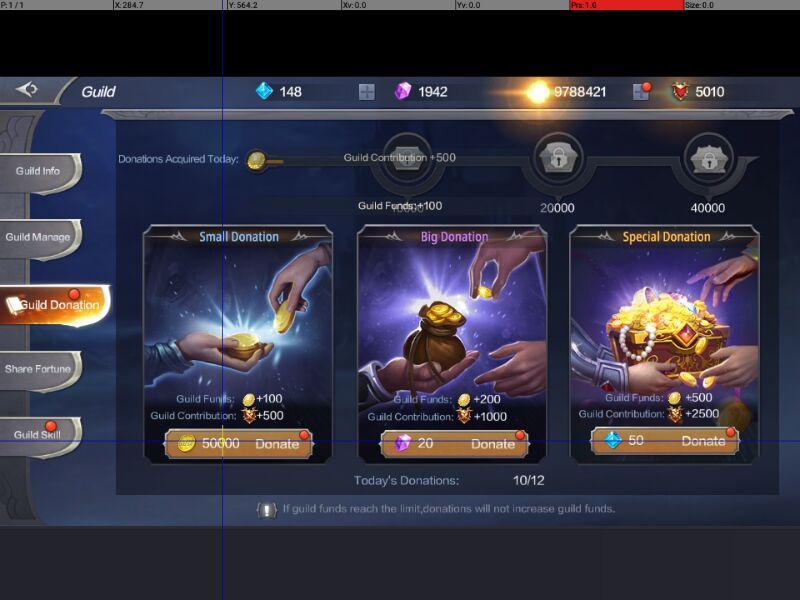 P: 1 / 1
X: 284.7
Y: 564.2
Xv: 0.0
Yv: 0.0
Prs: 1.0
Size: 0.0
Guild
148
1942
9788421
5010
Donations Acquired Today:
Guild Contribution +500
Guild Funds:+100
20000
40000
Guild Info
Guild Manage
Guild Donation
Share Fortune
Guild Skill
Small Donation
Guild Funds: +100
Guild Contribution: +500
50000 Donate
Big Donation
Guild Funds: +200
Guild Contribution: +1000
20 Donate
Special Donation
Guild Funds: +500
Guild Contribution: +2500
50 Donate
Today's Donations: 10/12
If guild funds reach the limit,donations will not increase guild funds.